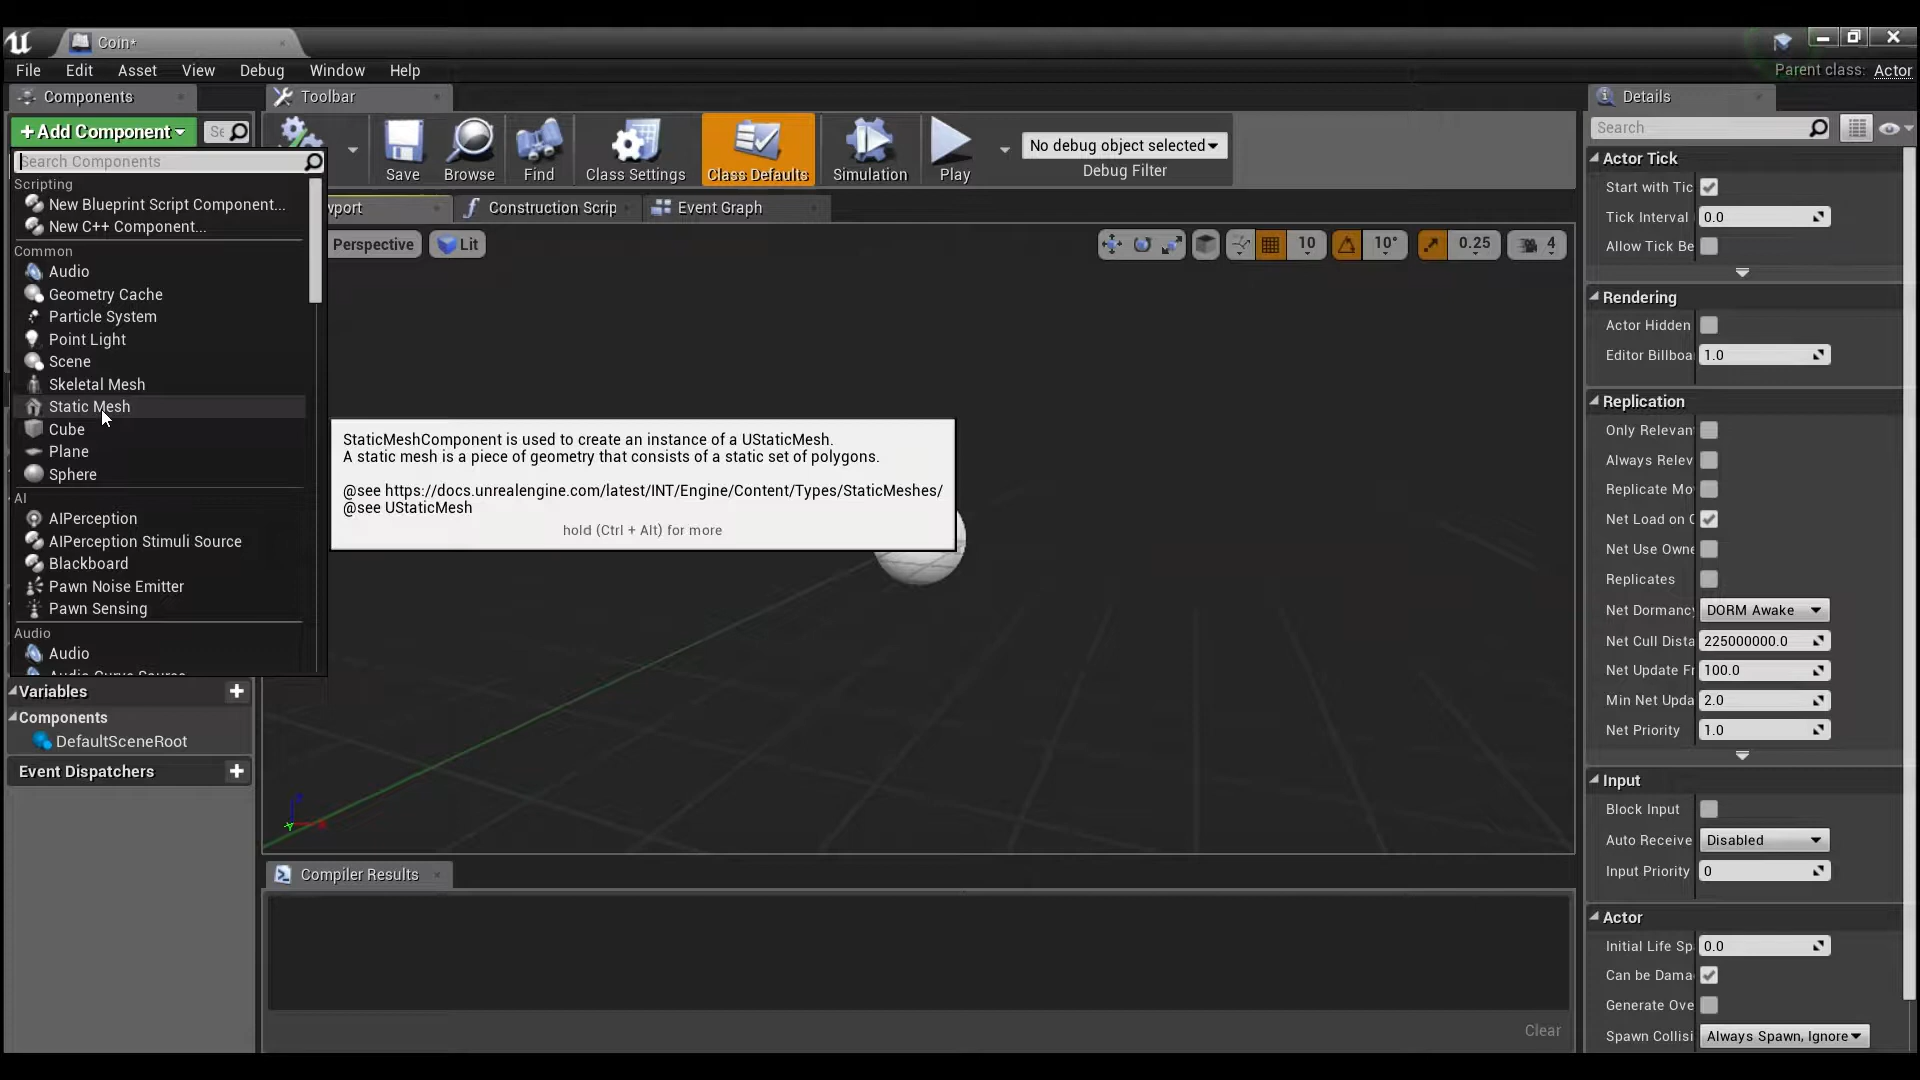 Coin*
File Edit Asset View Debug Window Help
Parent class: Actor
Components
Toolbar
Details
+Add Component
Search
Save
Browse
Find
Class Settings
Class Defaults
Simulation
Play
No debug object selected
Debug Filter
Search Components
Scripting
New Blueprint Script Component...
New C++ Component...
Common
Audio
Geometry Cache
Particle System
Point Light
Scene
Skeletal Mesh
Static Mesh
Cube
Plane
Sphere
AI
AIPerception
AIPerception Stimuli Source
Blackboard
Pawn Noise Emitter
Pawn Sensing
Audio
Audio
Variables
Components
DefaultSceneRoot
Event Dispatchers
Construction Scrip
Event Graph
Perspective
Lit
10
10°
0.25
4
StaticMeshComponent is used to create an instance of a UStaticMesh.
A static mesh is a piece of geometry that consists of a static set of polygons.
@see https://docs.unrealengine.com/latest/INT/Engine/Content/Types/StaticMeshes/
@see UStaticMesh
hold (Ctrl + Alt) for more
Compiler Results
Clear
Actor Tick
Start with Tic
Tick Interval 0.0
Allow Tick Be
Rendering
Actor Hidden
Editor Billboa 1.0
Replication
Only Relevan
Always Relev
Replicate Mo
Net Load on C
Net Use Owne
Replicates
Net Dormanc DORM Awake
Net Cull Dista 225000000.0
Net Update Fr 100.0
Min Net Upda 2.0
Net Priority 1.0
Input
Block Input
Auto Receive Disabled
Input Priority 0
Actor
Initial Life Sp 0.0
Can be Dama
Generate Ove
Spawn Collisi Always Spawn, Ignore